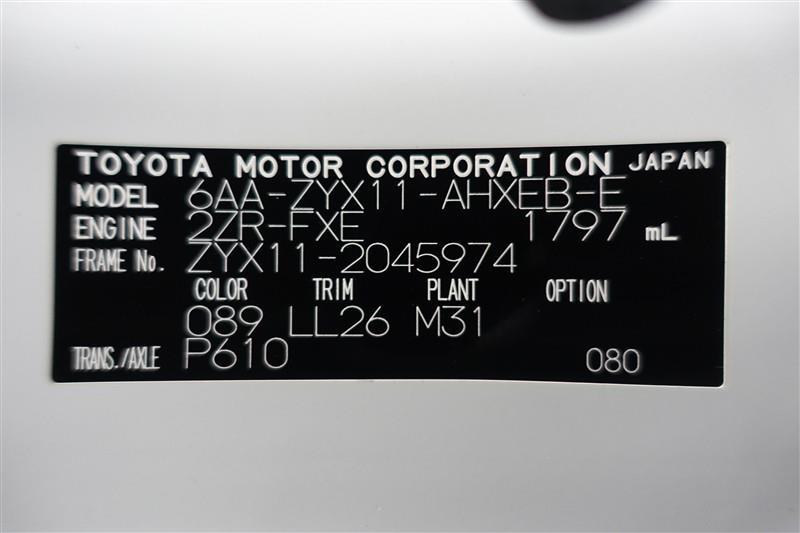 TOYOTA MOTOR CORPORATION JAPAN
MODEL 6AA-ZYX11-AHXEB-E
ENGINE 2ZR-FXE 1797 mL
FRAME No. ZYX11-2045974
COLOR TRIM PLANT OPTION
089 LL26 M31
TRANS./AXLE P610 080